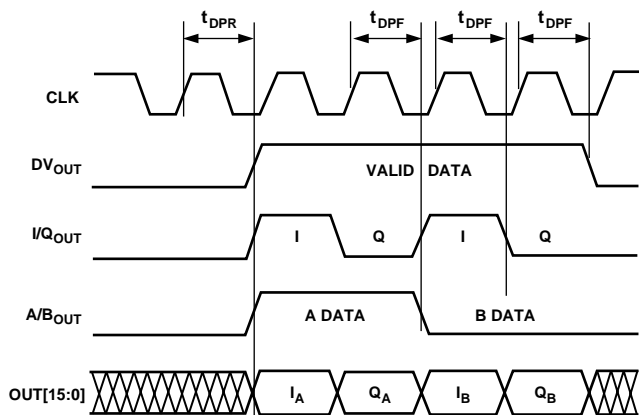 tDPR tDPF tDPF tDPF
CLK
DVOUT VALID DATA
I/QOUT I Q I Q
A/BOUT A DATA B DATA
OUT[15:0] IA QA IB QB